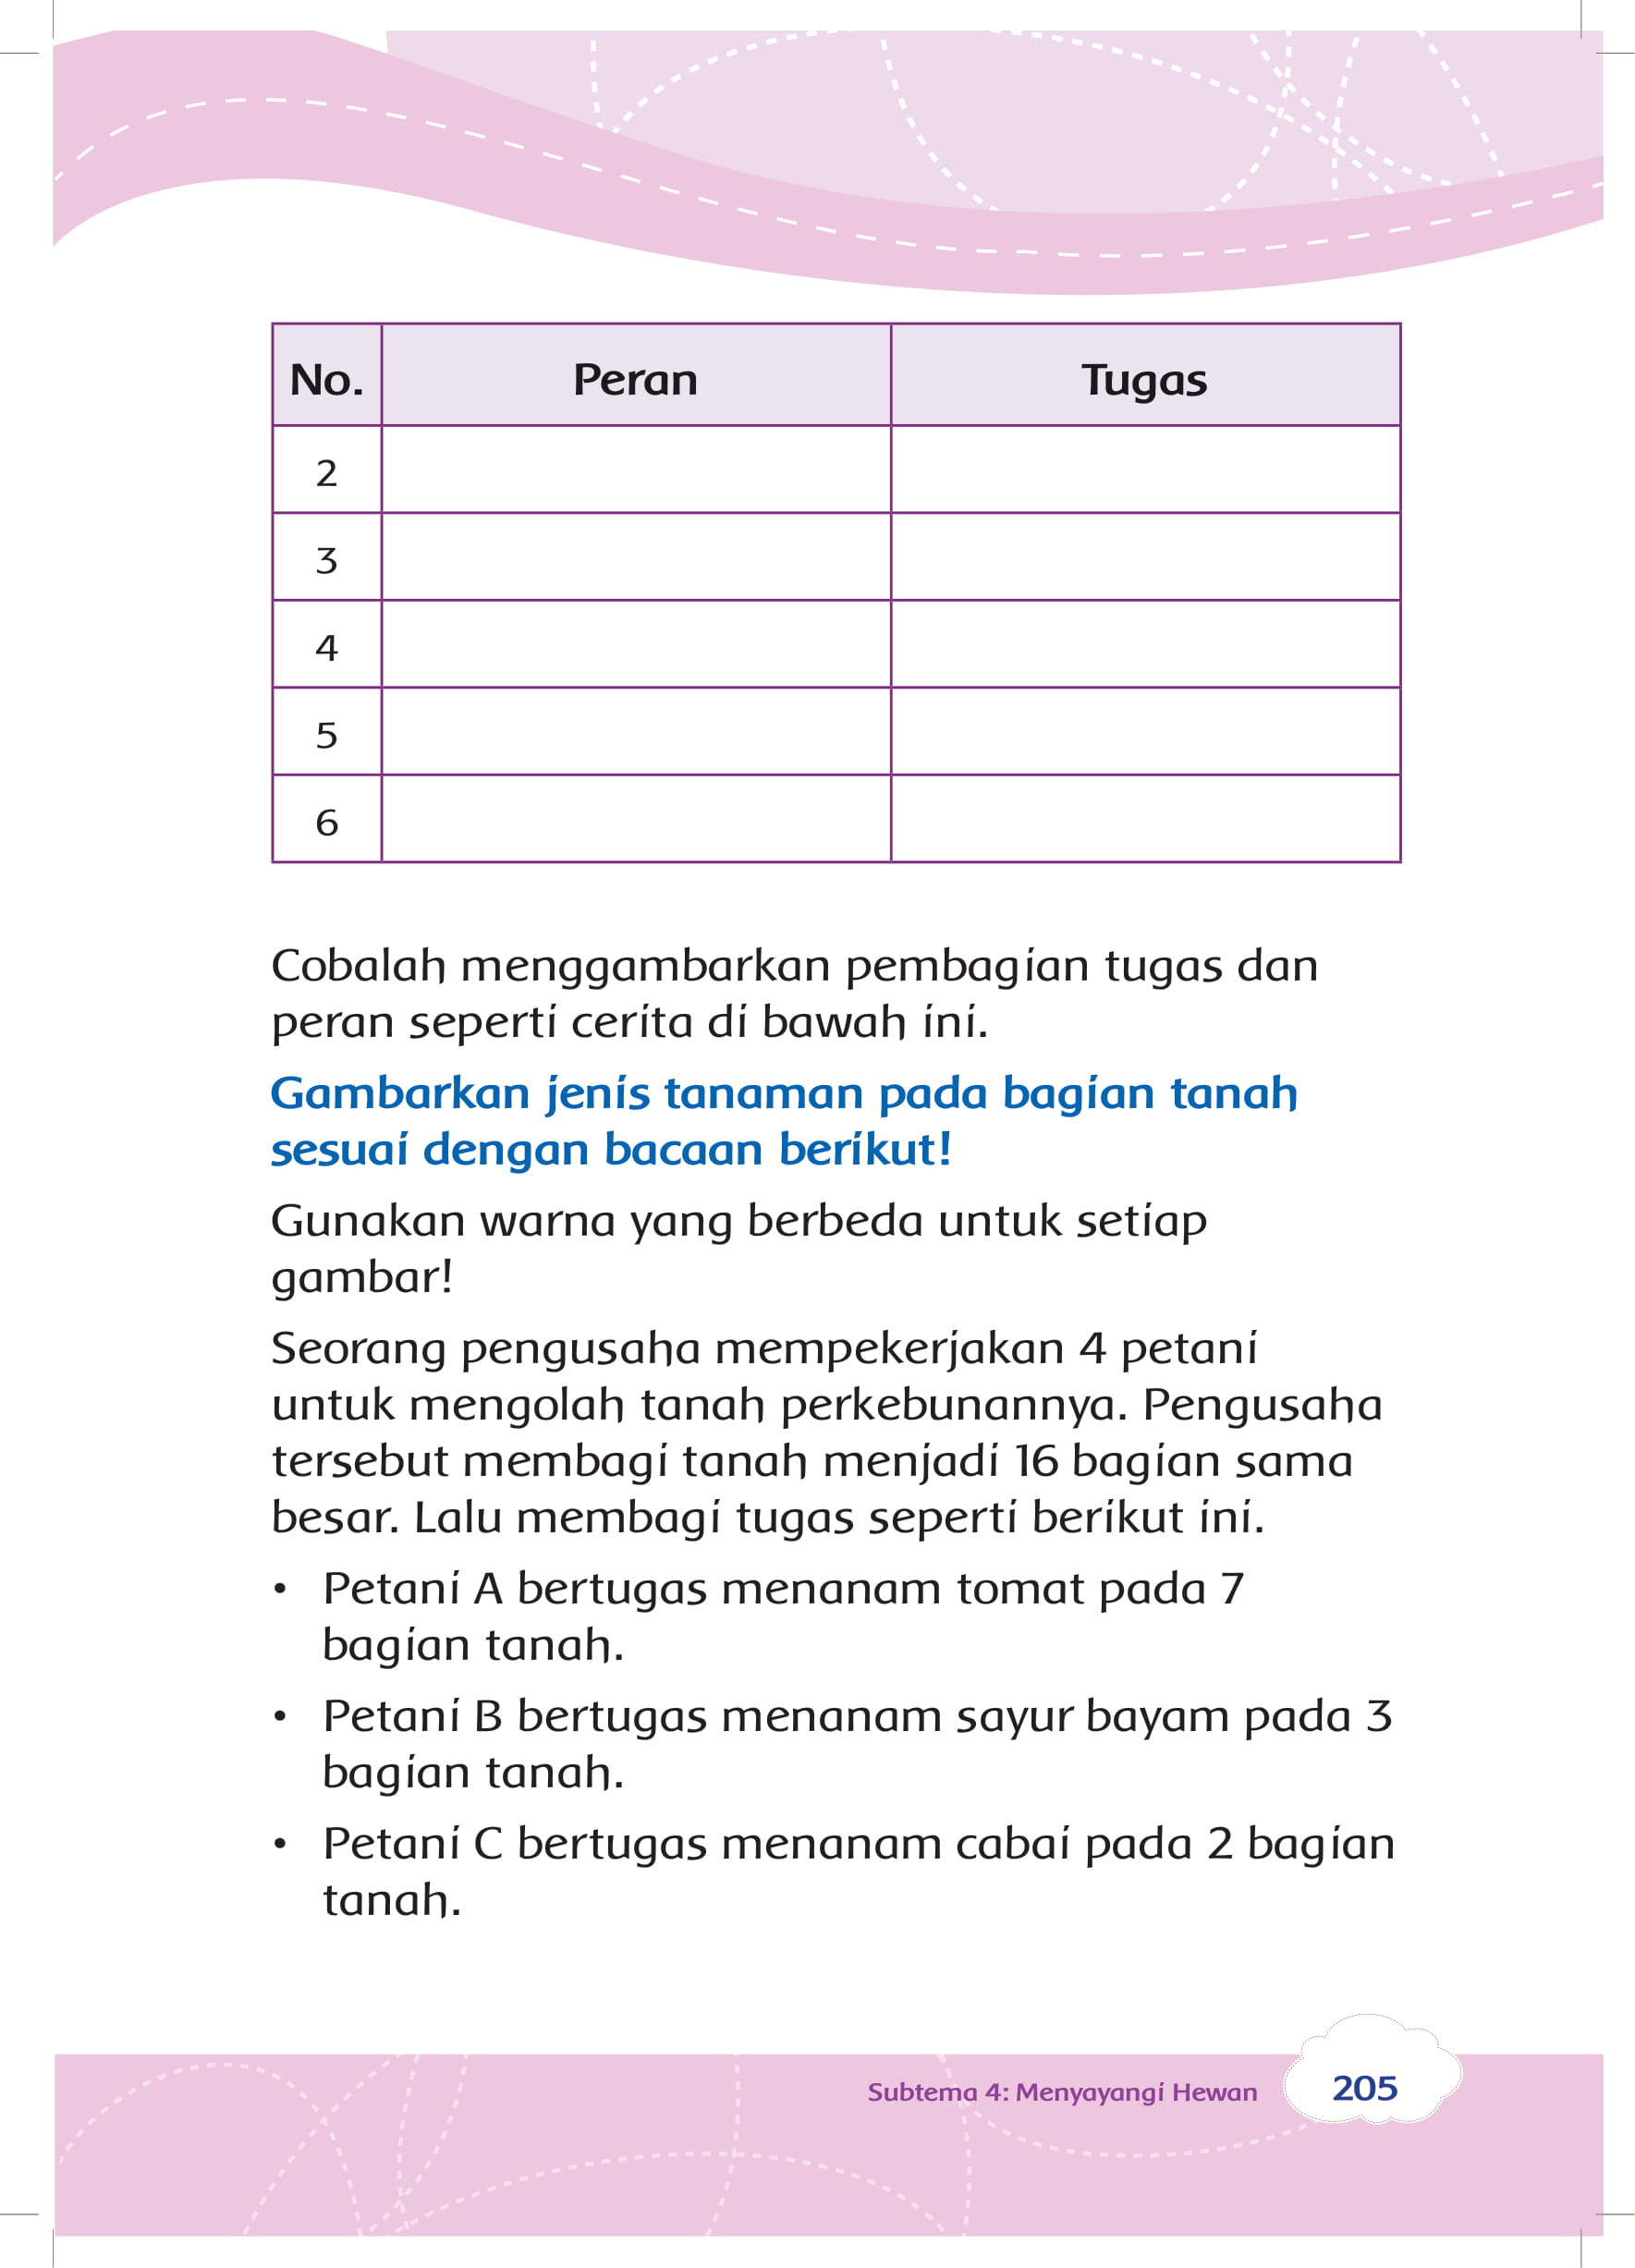 No. Peran Tugas
2
3
4
5
6
Cobalah menggambarkan pembagian tugas dan
peran seperti cerita di bawah ini.
Gambarkan jenis tanaman pada bagian tanah
sesuai dengan bacaan berikut!
Gunakan warna yang berbeda untuk setiap
gambar!
Seorang pengusaha mempekerjakan 4 petani
untuk mengolah tanah perkebunannya. Pengusaha
tersebut membagi tanah menjadi 16 bagian sama
besar. Lalu membagi tugas seperti berikut ini.
• Petani A bertugas menanam tomat pada 7
bagian tanah.
• Petani B bertugas menanam sayur bayam pada 3
bagian tanah.
• Petani C bertugas menanam cabai pada 2 bagian
tanah.
Subtema 4: Menyayangi Hewan 205